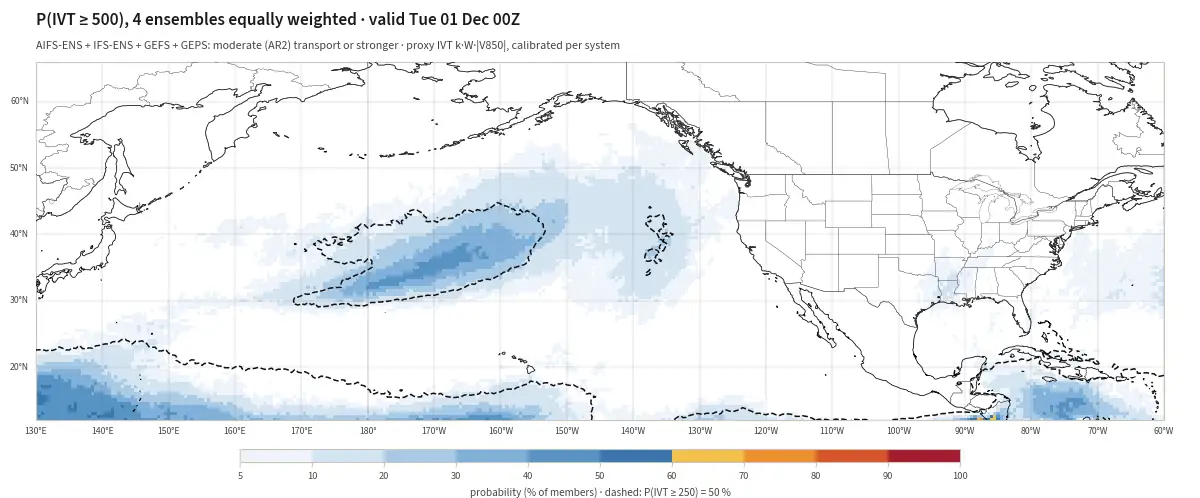 P(IVT ≥ 500), 4 ensembles equally weighted · valid Tue 01 Dec 00Z
AIFS-ENS + IFS-ENS + GEFS + GEPS: moderate (AR2) transport or stronger · proxy IVT k·W·|V850|, calibrated per system
60°N
50°N
40°N
30°N
20°N
130°E 140°E 150°E 160°E 170°E 180° 170°W 160°W 150°W 140°W 130°W 120°W 110°W 100°W 90°W 80°W 70°W 60°W
5 10 20 30 40 50 60 70 80 90 100
probability (% of members) · dashed: P(IVT ≥ 250) = 50 %